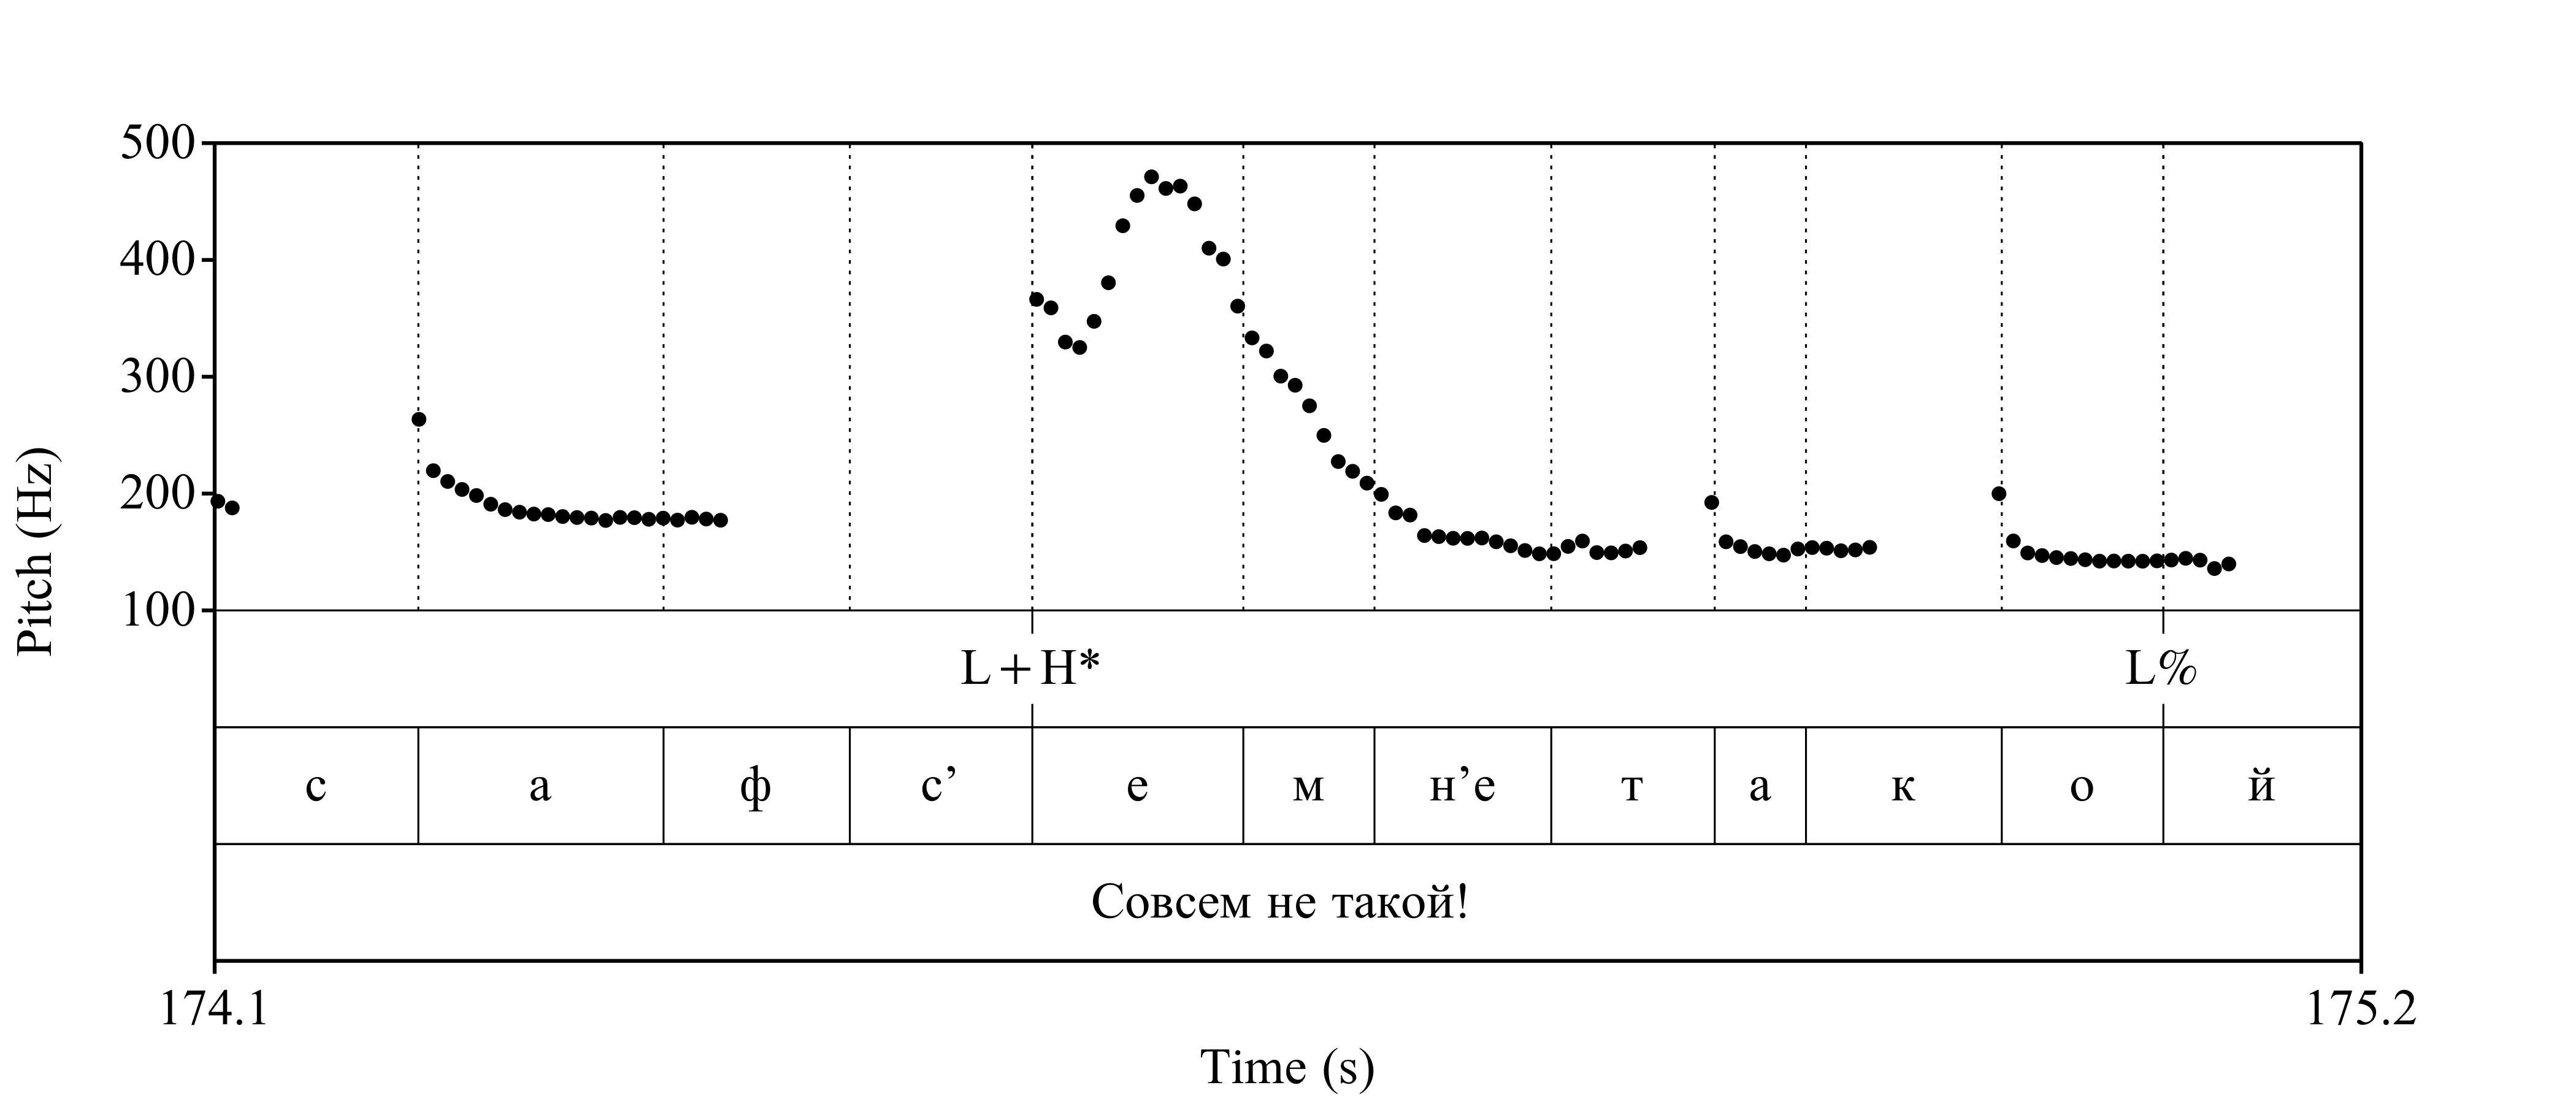 500
400
300
200
100
Pitch (Hz)
L+H* L%
с а ф с’ е м н’е т а к о й
Совсем не такой!
174.1 175.2
Time (s)